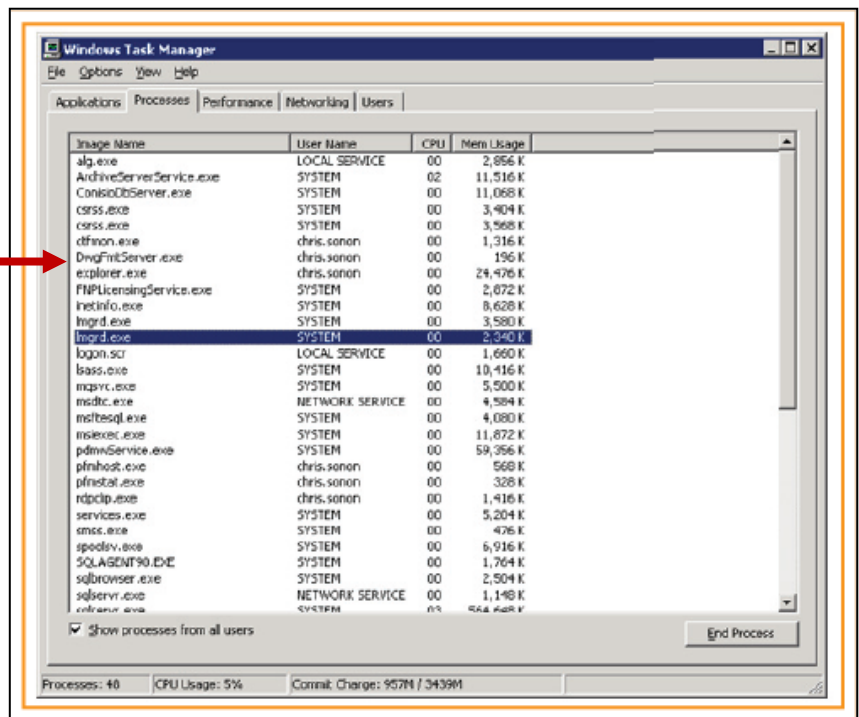 Windows Task Manager
File Options View Help
Applications Processes Performance Networking Users
Image Name User Name CPU Mem Usage
alg.exe LOCAL SERVICE 00 2,856 K
ArchiveServerService.exe SYSTEM 02 11,516 K
ConisioDbServer.exe SYSTEM 00 11,068 K
csrss.exe SYSTEM 00 3,404 K
csrss.exe SYSTEM 00 3,568 K
ctfmon.exe chris.sonon 00 1,316 K
DwgFmtServer.exe chris.sonon 00 196 K
explorer.exe chris.sonon 00 24,476 K
FNPLicensingService.exe SYSTEM 00 2,872 K
inetinfo.exe SYSTEM 00 8,628 K
lmgrd.exe SYSTEM 00 3,580 K
lmgrd.exe SYSTEM 00 2,340 K
logon.scr LOCAL SERVICE 00 1,660 K
lsass.exe SYSTEM 00 10,416 K
mqsvc.exe SYSTEM 00 5,500 K
msdtc.exe NETWORK SERVICE 00 4,584 K
msftesql.exe SYSTEM 00 4,080 K
msiexec.exe SYSTEM 00 11,872 K
pdmwService.exe SYSTEM 00 59,356 K
pfmhost.exe chris.sonon 00 568 K
pfmstat.exe chris.sonon 00 328 K
rdpclip.exe chris.sonon 00 1,416 K
services.exe SYSTEM 00 5,204 K
smss.exe SYSTEM 00 476 K
spoolsv.exe SYSTEM 00 6,916 K
SQLAGENT90.EXE SYSTEM 00 1,764 K
sqlbrowser.exe SYSTEM 00 2,504 K
sqlservr.exe NETWORK SERVICE 00 1,148 K
sqlservr.exe SYSTEM 03 564,648 K
Show processes from all users
End Process
Processes: 48 CPU Usage: 5% Commit Charge: 957M / 3439M